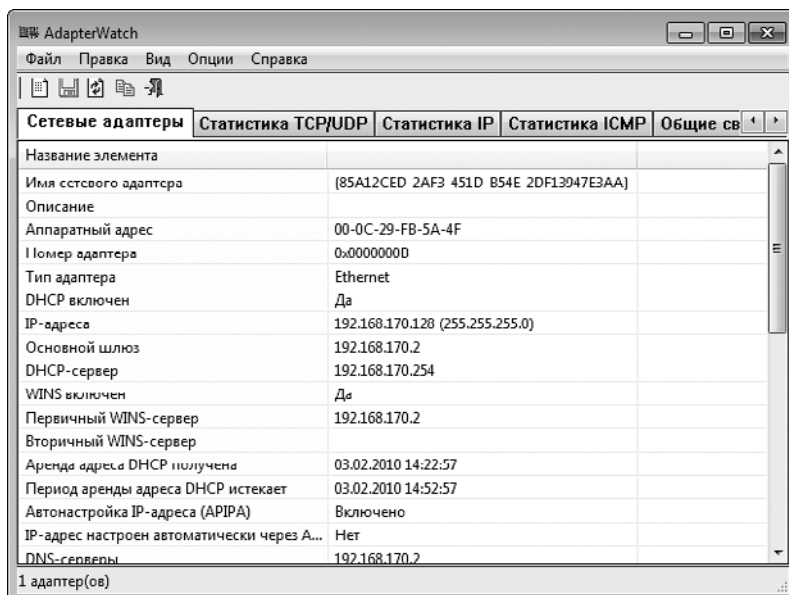 AdapterWatch
Файл Правка Вид Опции Справка
Сетевые адаптеры Статистика TCP/UDP Статистика IP Статистика ICMP Общие св
Название элемента
Имя сетевого адаптера {85A12CED-2AF3-451D-B54E-2DF13947E3AA}
Описание
Аппаратный адрес 00-0C-29-FB-5A-4F
Номер адаптера 0x0000000B
Тип адаптера Ethernet
DHCP включен Да
IP-адреса 192.168.170.128 (255.255.255.0)
Основной шлюз 192.168.170.2
DHCP-сервер 192.168.170.254
WINS включен Да
Первичный WINS-сервер 192.168.170.2
Вторичный WINS-сервер
Аренда адреса DHCP получена 03.02.2010 14:22:57
Период аренды адреса DHCP истекает 03.02.2010 14:52:57
Автонастройка IP-адреса (APIPA) Включено
IP-адрес настроен автоматически через A... Нет
DNS-серверы 192.168.170.2
1 адаптер(ов)